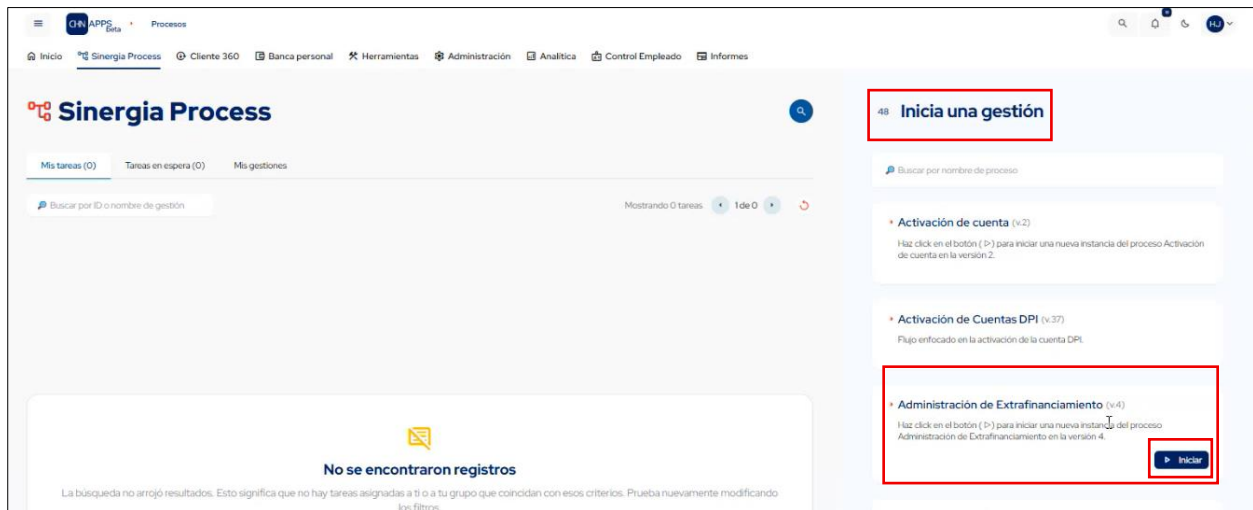 CHN APPS Beta • Procesos
HJ
Inicio Sinergia Process Cliente 360 Banca personal Herramientas Administración Analítica Control Empleado Informes
Sinergia Process
Mis tareas (0) Tareas en espera (0) Mis gestiones
Buscar por ID o nombre de gestión
Mostrando 0 tareas 1 de 0
No se encontraron registros
La búsqueda no arrojó resultados. Esto significa que no hay tareas asignadas a ti o a tu grupo que coincidan con esos criterios. Prueba nuevamente modificando
los filtros.
48 Inicia una gestión
Buscar por nombre de proceso
Activación de cuenta (v.2)
Haz click en el botón ( ▷) para iniciar una nueva instancia del proceso Activación
de cuenta en la versión 2.
Activación de Cuentas DPI (v.37)
Flujo enfocado en la activación de la cuenta DPI.
Administración de Extrafinanciamiento (v.4)
Haz click en el botón ( ▷) para iniciar una nueva instancia del proceso
Administración de Extrafinanciamiento en la versión 4.
Iniciar